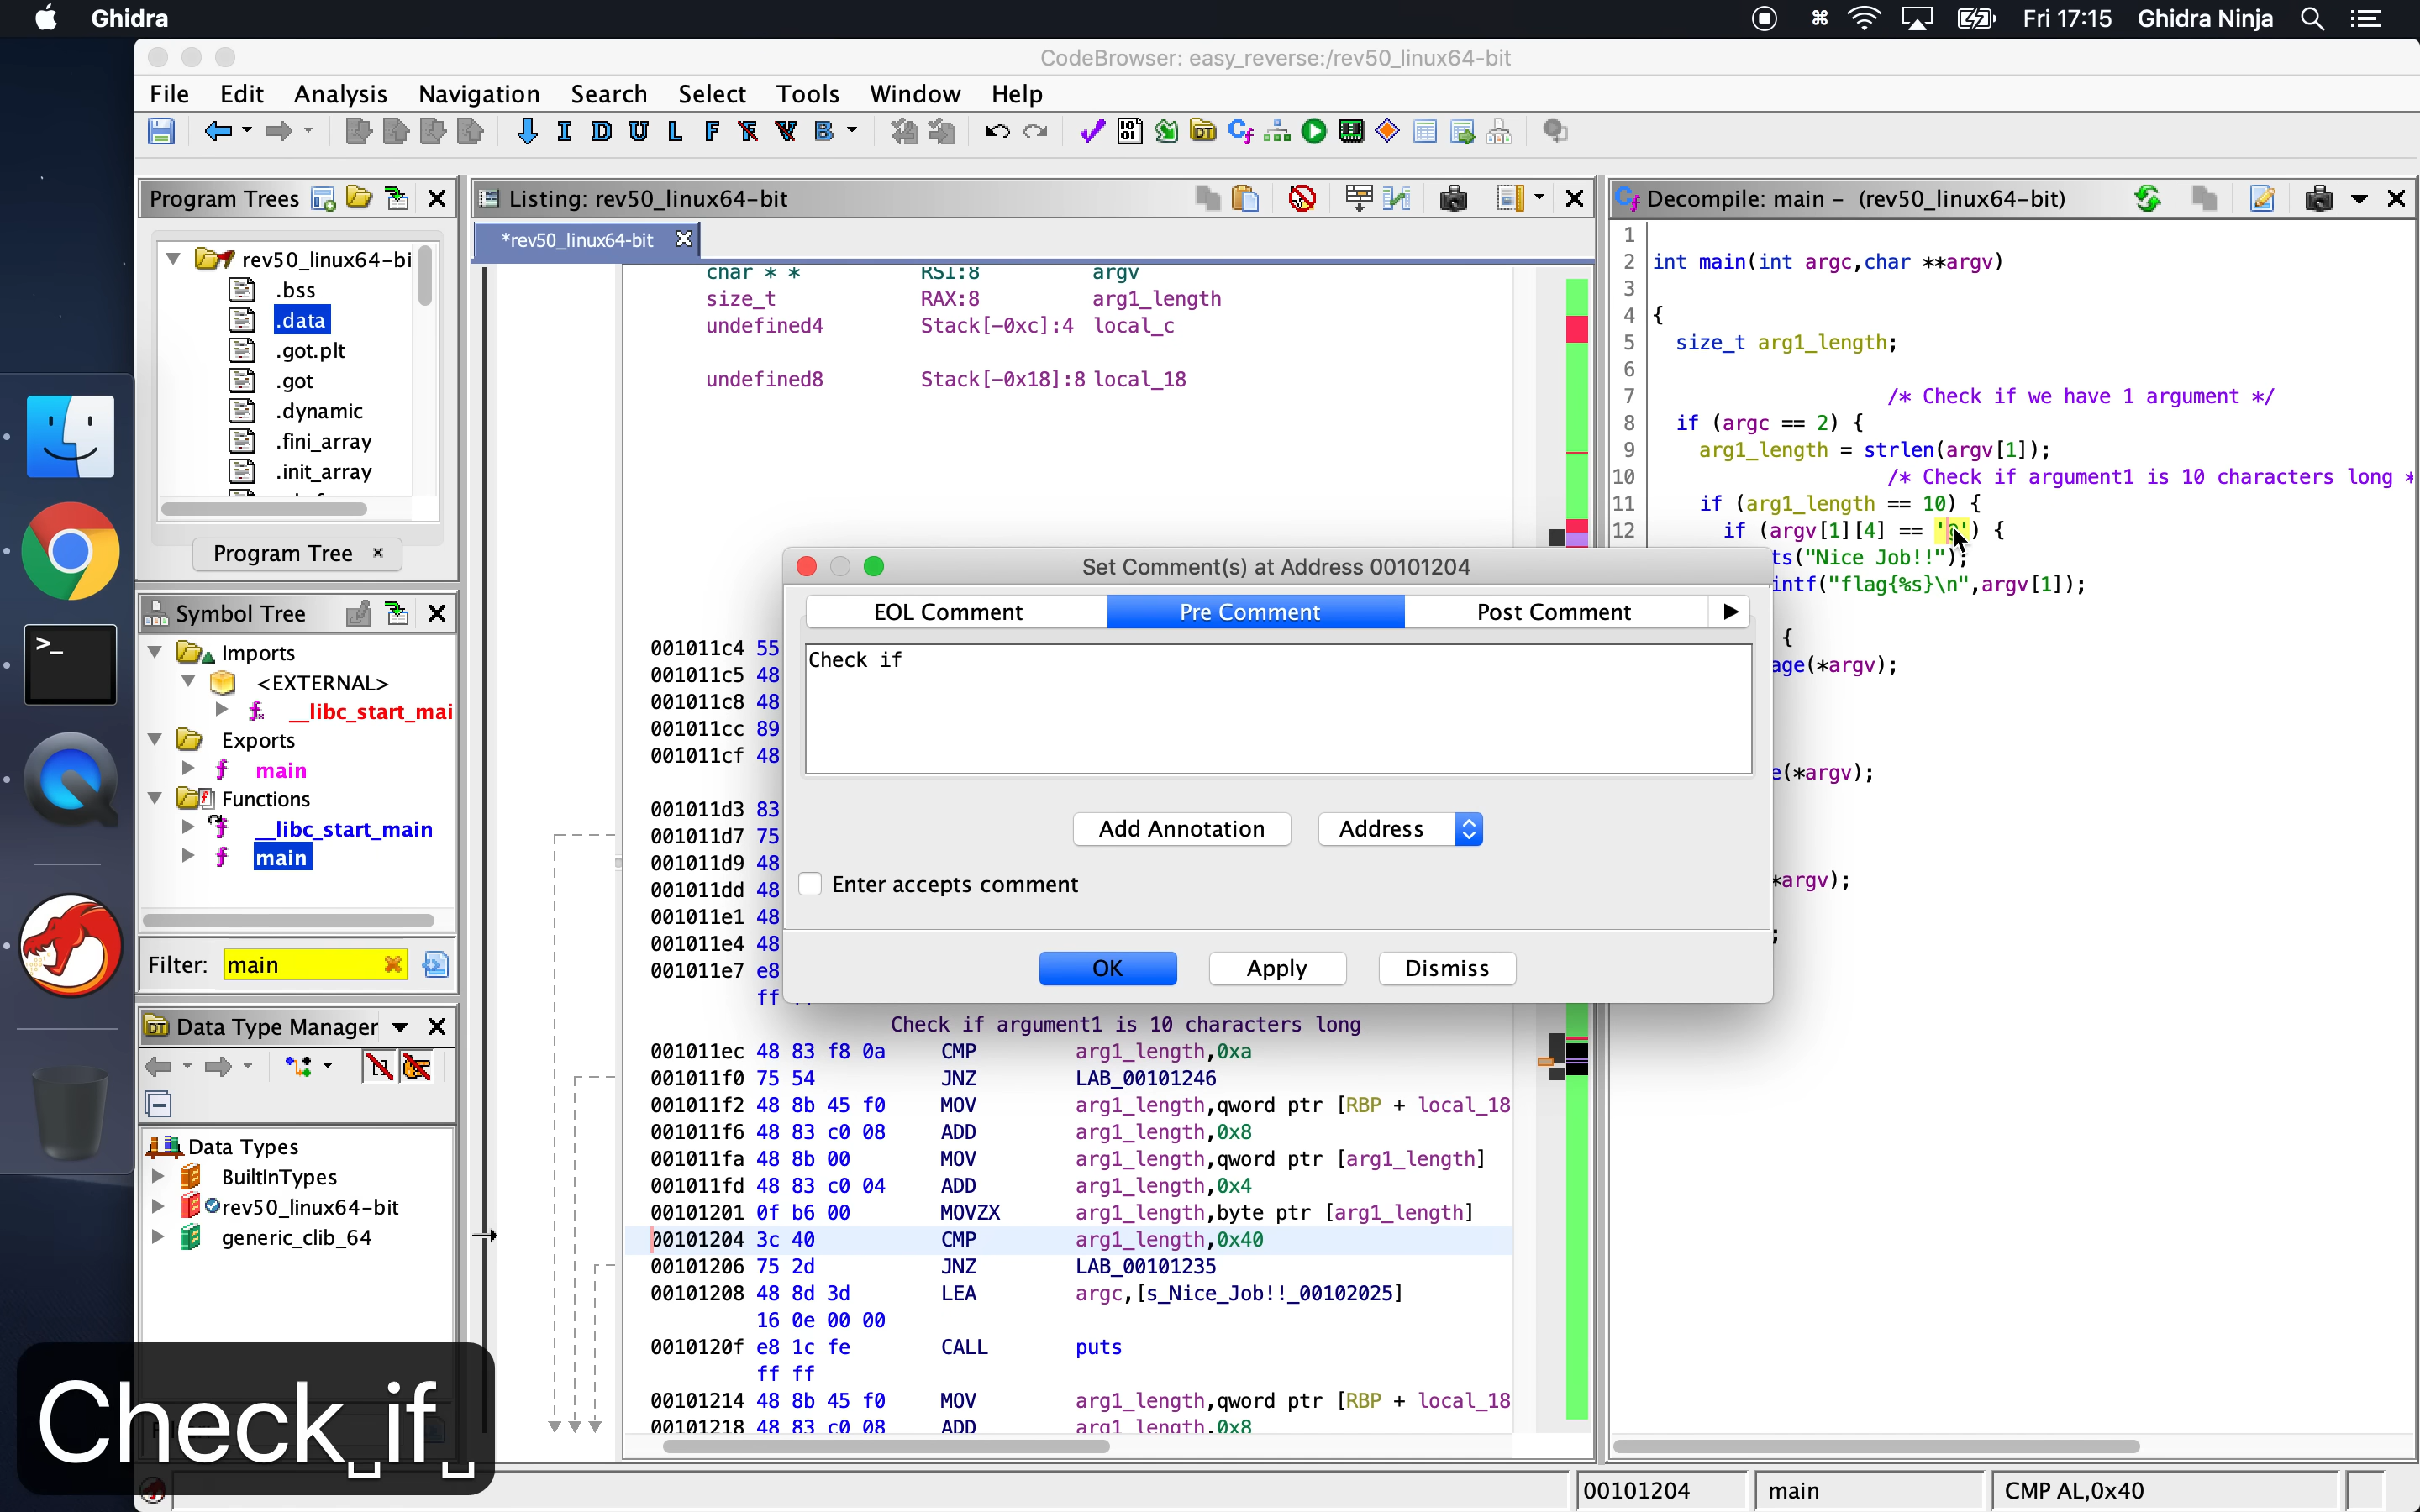 Ghidra
Fri 17:15 Ghidra Ninja
CodeBrowser: easy_reverse:/rev50_linux64-bit
File Edit Analysis Navigation Search Select Tools Window Help
I D U L F F V B
Program Trees
rev50_linux64-bi
.bss
.data
.got.plt
.got
.dynamic
.fini_array
.init_array
Program Tree
Symbol Tree
Imports
<EXTERNAL>
__libc_start_mai
Exports
main
Functions
__libc_start_main
main
Filter: main
Data Type Manager
Data Types
BuiltInTypes
rev50_linux64-bit
generic_clib_64
Check if
Listing: rev50_linux64-bit
*rev50_linux64-bit
char * * RSI:8 argv
size_t RAX:8 arg1_length
undefined4 Stack[-0xc]:4 local_c
undefined8 Stack[-0x18]:8 local_18
001011c4 55
001011c5 48
001011c8 48
001011cc 89
001011cf 48
001011d3 83
001011d7 75
001011d9 48
001011dd 48
001011e1 48
001011e4 48
001011e7 e8
ff
Check if argument1 is 10 characters long
001011ec 48 83 f8 0a CMP arg1_length,0xa
001011f0 75 54 JNZ LAB_00101246
001011f2 48 8b 45 f0 MOV arg1_length,qword ptr [RBP + local_18
001011f6 48 83 c0 08 ADD arg1_length,0x8
001011fa 48 8b 00 MOV arg1_length,qword ptr [arg1_length]
001011fd 48 83 c0 04 ADD arg1_length,0x4
00101201 0f b6 00 MOVZX arg1_length,byte ptr [arg1_length]
00101204 3c 40 CMP arg1_length,0x40
00101206 75 2d JNZ LAB_00101235
00101208 48 8d 3d LEA argc,[s_Nice_Job!!_00102025]
16 0e 00 00
0010120f e8 1c fe CALL puts
ff ff
00101214 48 8b 45 f0 MOV arg1_length,qword ptr [RBP + local_18
00101218 48 83 c0 08 ADD arg1_length,0x8
Set Comment(s) at Address 00101204
EOL Comment Pre Comment Post Comment
Check if
Add Annotation Address
Enter accepts comment
OK Apply Dismiss
Decompile: main - (rev50_linux64-bit)
1
2 int main(int argc,char **argv)
3
4 {
5 size_t arg1_length;
6
7 /* Check if we have 1 argument */
8 if (argc == 2) {
9 arg1_length = strlen(argv[1]);
10 /* Check if argument1 is 10 characters long *
11 if (arg1_length == 10) {
12 if (argv[1][4] == ' ') {
ts("Nice Job!!");
intf("flag{%s}\n",argv[1]);
{
age(*argv);
e(*argv);
*argv);
;
00101204 main CMP AL,0x40